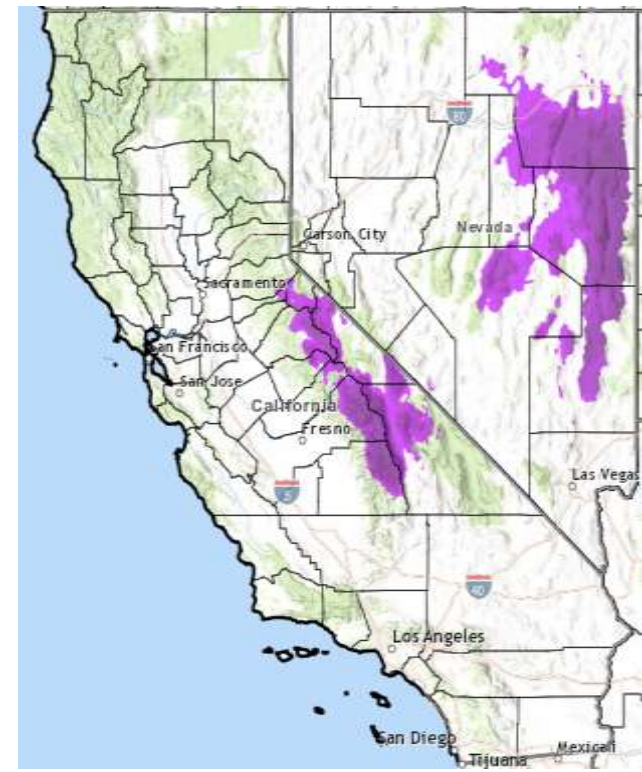 80
Nevada
Carson City
Sacramento
San Francisco
San Jose
California
Fresno
5
Las Vegas
40
Los Angeles
San Diego
Tijuana
Mexicali